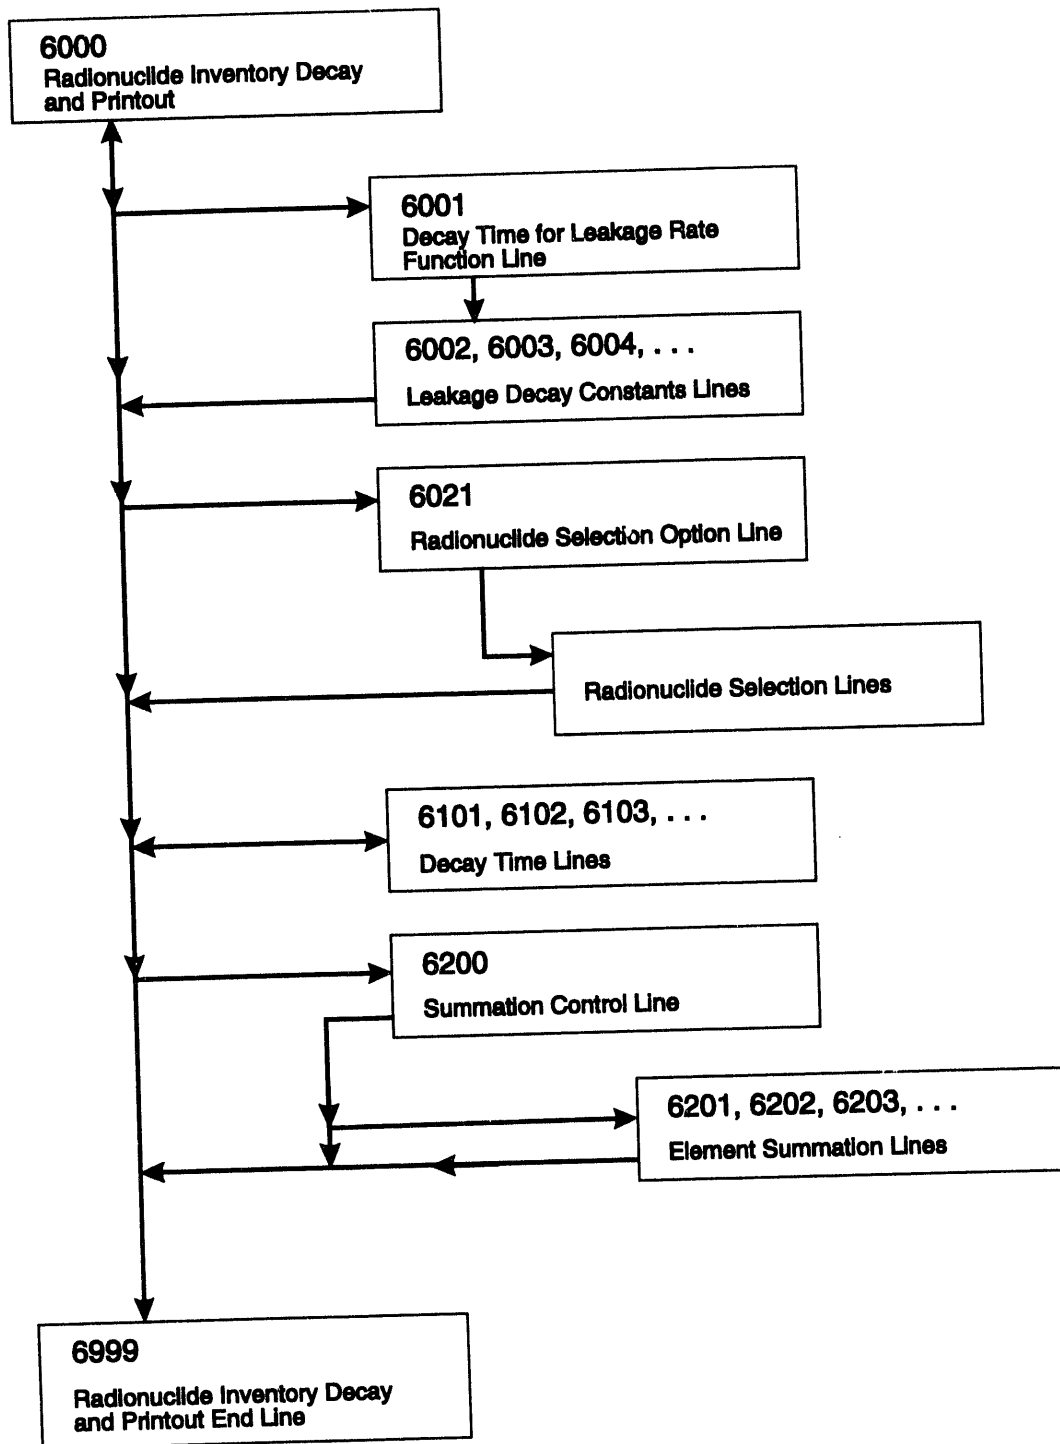 6000
Radionuclide Inventory Decay
and Printout
6001
Decay Time for Leakage Rate
Function Line
6002, 6003, 6004, . . .
Leakage Decay Constants Lines
6021
Radionuclide Selection Option Line
Radionuclide Selection Lines
6101, 6102, 6103, . . .
Decay Time Lines
6200
Summation Control Line
6201, 6202, 6203, . . .
Element Summation Lines
6999
Radionuclide Inventory Decay
and Printout End Line